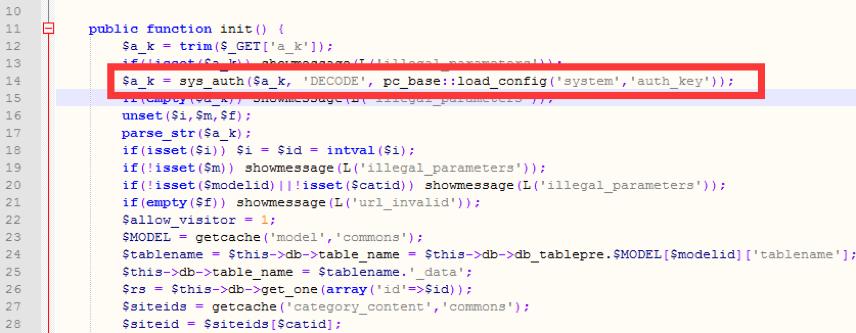 10
11 public function init() {
12 $a_k = trim($_GET['a_k']);
13 if(!isset($a_k)) showmessage(L('illegal_parameters'));
14 $a_k = sys_auth($a_k, 'DECODE', pc_base::load_config('system','auth_key'));
15 if(empty($a_k)) showmessage(L('illegal_parameters'));
16 unset($i,$m,$f);
17 parse_str($a_k);
18 if(isset($i)) $i = $id = intval($i);
19 if(!isset($m)) showmessage(L('illegal_parameters'));
20 if(!isset($modelid)||!isset($catid)) showmessage(L('illegal_parameters'));
21 if(empty($f)) showmessage(L('url_invalid'));
22 $allow_visitor = 1;
23 $MODEL = getcache('model','commons');
24 $tablename = $this->db->table_name = $this->db->db_tablepre.$MODEL[$modelid]['tablename'];
25 $this->db->table_name = $tablename.'_data';
26 $rs = $this->db->get_one(array('id'=>$id));
27 $siteids = getcache('category_content','commons');
28 $siteid = $siteids[$catid];